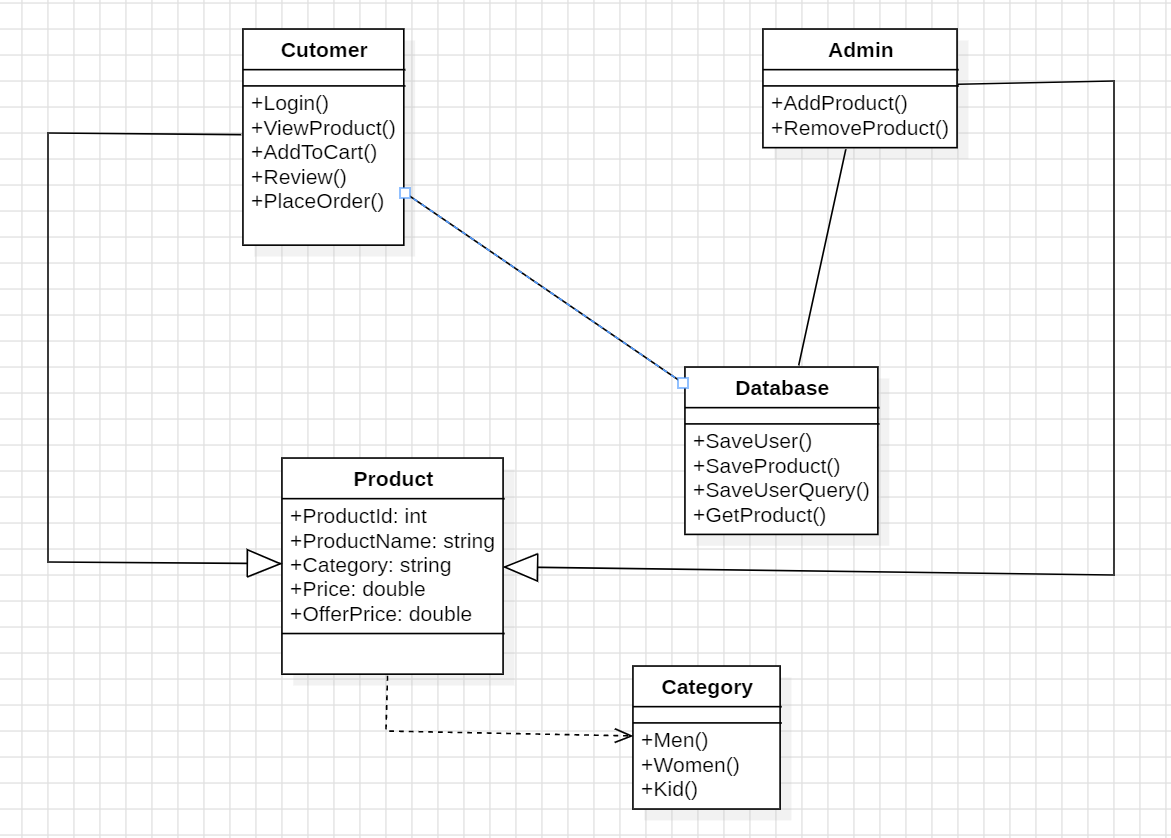 Cutomer
+Login()
+ViewProduct()
+AddToCart()
+Review()
+PlaceOrder()
Admin
+AddProduct()
+RemoveProduct()
Database
+SaveUser()
+SaveProduct()
+SaveUserQuery()
+GetProduct()
Product
+ProductId: int
+ProductName: string
+Category: string
+Price: double
+OfferPrice: double
Category
+Men()
+Women()
+Kid()